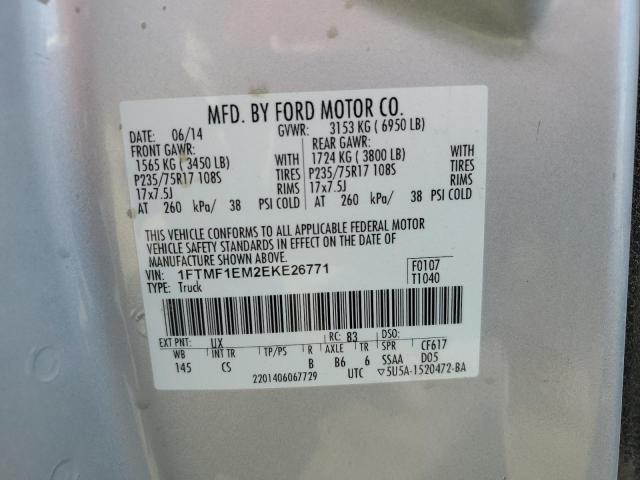 MFD. BY FORD MOTOR CO.
DATE: 06/14 GVWR: 3153 KG ( 6950 LB)
FRONT GAWR: REAR GAWR:
1565 KG ( 3450 LB) WITH 1724 KG ( 3800 LB) WITH
P235/75R17 108S TIRES P235/75R17 108S TIRES
17x7.5J RIMS 17x7.5J RIMS
AT 260 kPa/ 38 PSI COLD AT 260 kPa/ 38 PSI COLD
THIS VEHICLE CONFORMS TO ALL APPLICABLE FEDERAL MOTOR
VEHICLE SAFETY STANDARDS IN EFFECT ON THE DATE OF
MANUFACTURE SHOWN ABOVE.
VIN: 1FTMF1EM2EKE26771 F0107
TYPE: Truck T1040
EXT PNT: UX RC: 83 DSO:
WB INT TR TP/PS R AXLE TR SPR CF617
145 CS B B6 6 SSAA D05
2201406067729 UTC ▽5U5A-1520472-BA